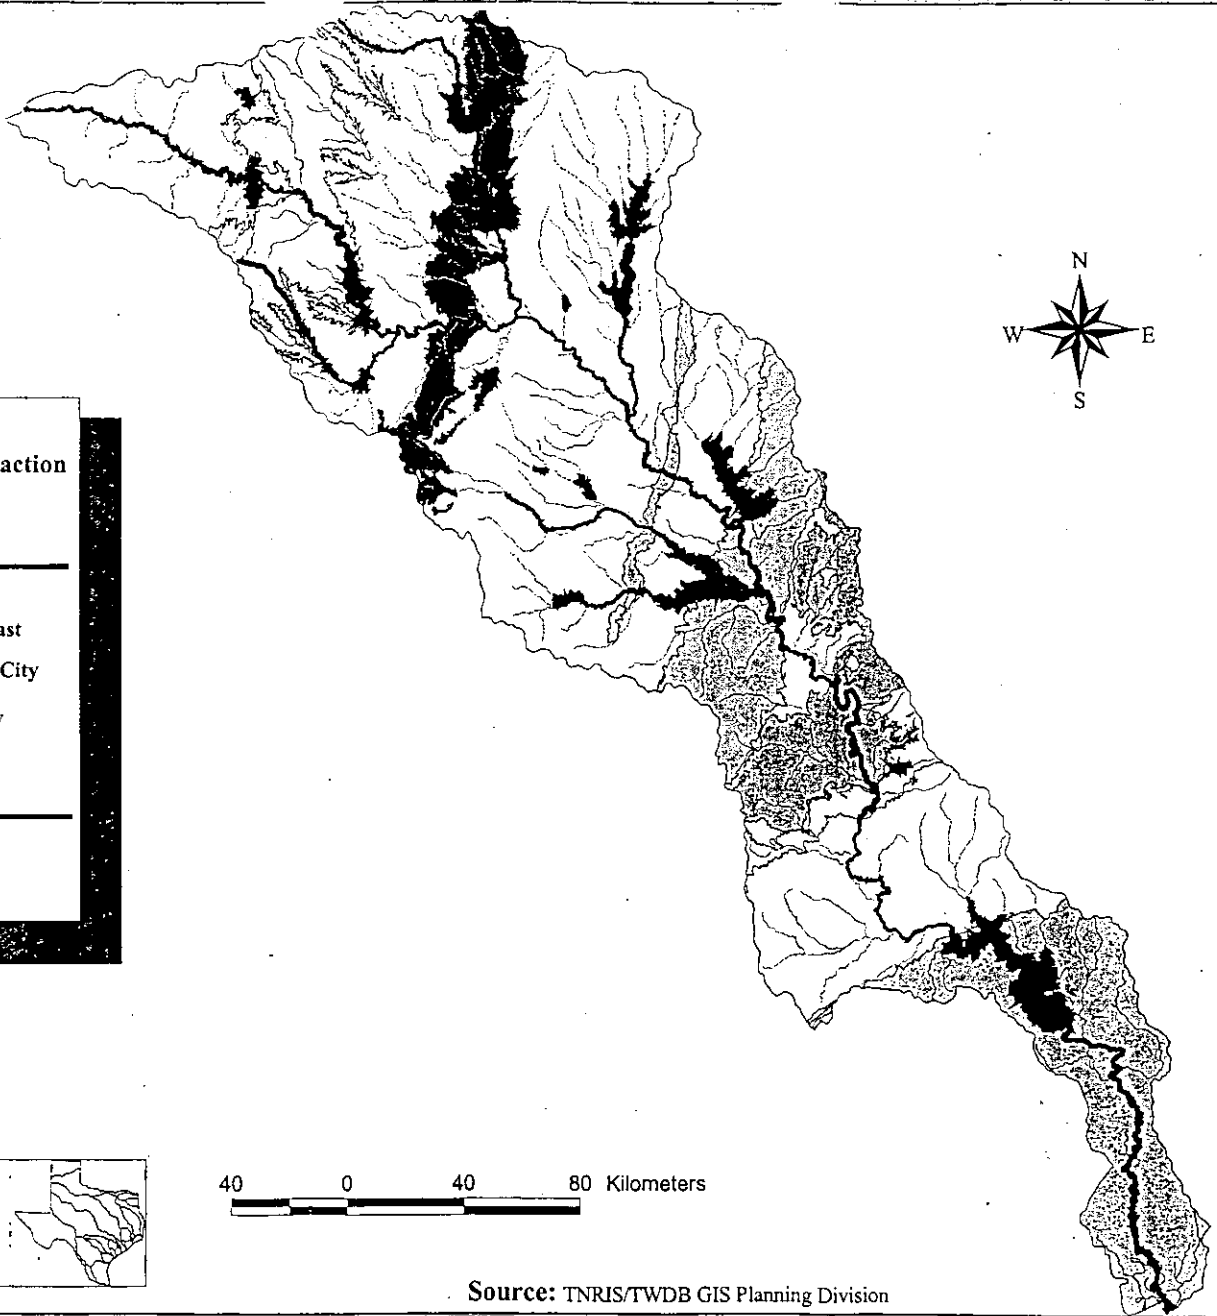 N
W E
S
action
ast
City
40 0 40 80 Kilometers
Source: TNRIS/TWDB GIS Planning Division